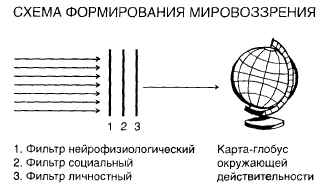 СХЕМА ФОРМИРОВАНИЯ МИРОВОЗЗРЕНИЯ
1 2 3
1. Фильтр нейрофизиологический
2. Фильтр социальный
3. Фильтр личностный
Карта-глобус
окружающей
действительности